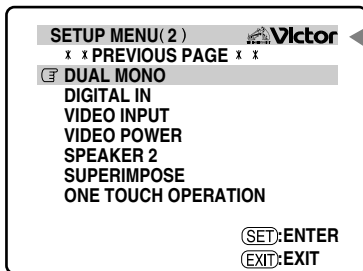 SETUP MENU( 2 ) Victor
* * PREVIOUS PAGE * *
DUAL MONO
DIGITAL IN
VIDEO INPUT
VIDEO POWER
SPEAKER 2
SUPERIMPOSE
ONE TOUCH OPERATION
SET:ENTER
EXIT:EXIT